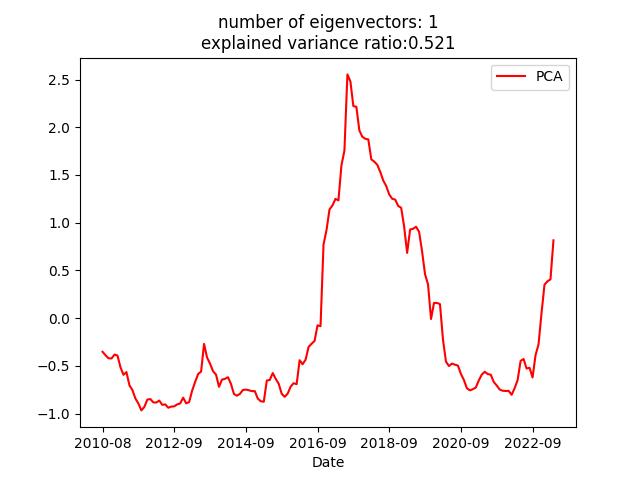 number of eigenvectors: 1
explained variance ratio:0.521
PCA
2.5
2.0
1.5
1.0
0.5
0.0
−0.5
−1.0
2010-08 2012-09 2014-09 2016-09 2018-09 2020-09 2022-09
Date